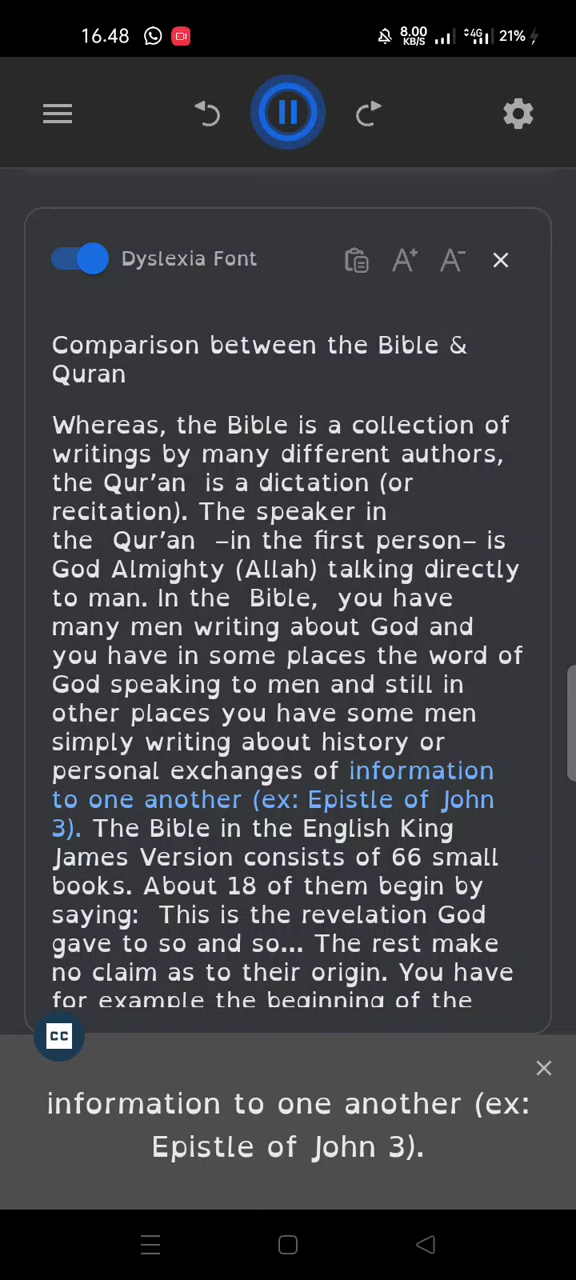 16.48
8.00
KB/S
4G
21%
Dyslexia Font
A+
A-
Comparison between the Bible &
Quran
Whereas, the Bible is a collection of
writings by many different authors,
the Qur’an  is a dictation (or
recitation). The speaker in
the  Qur’an  –in the first person– is
God Almighty (Allah) talking directly
to man. In the  Bible,  you have
many men writing about God and
you have in some places the word of
God speaking to men and still in
other places you have some men
simply writing about history or
personal exchanges of information
to one another (ex: Epistle of John
3). The Bible in the English King
James Version consists of 66 small
books. About 18 of them begin by
saying:  This is the revelation God
gave to so and so... The rest make
no claim as to their origin. You have
for example the beginning of the
CC
information to one another (ex:
Epistle of John 3).